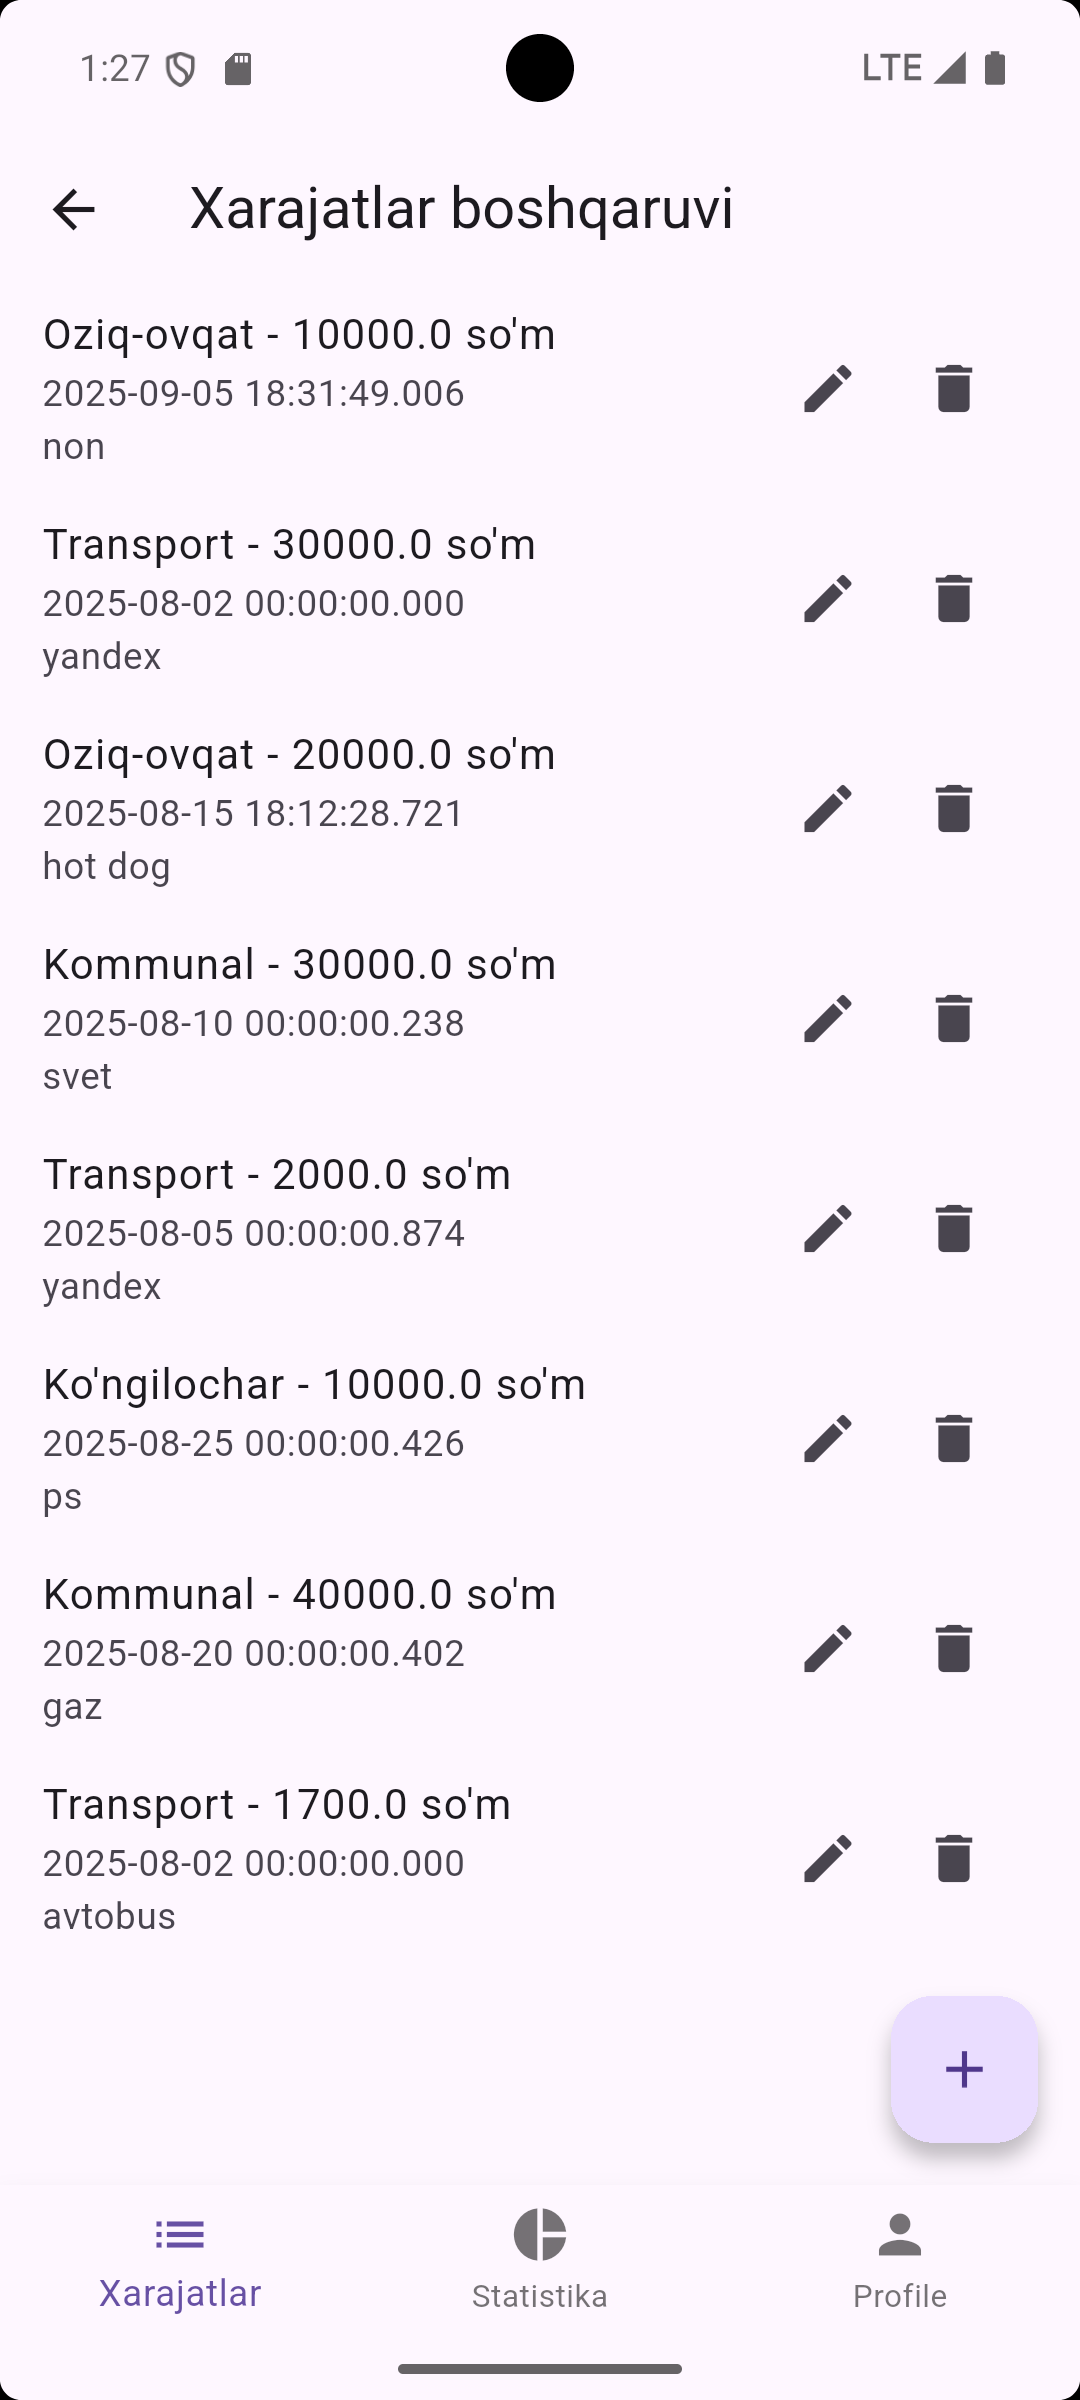 1:27
LTE
Xarajatlar boshqaruvi
Oziq-ovqat - 10000.0 so'm
2025-09-05 18:31:49.006
non
Transport - 30000.0 so'm
2025-08-02 00:00:00.000
yandex
Oziq-ovqat - 20000.0 so'm
2025-08-15 18:12:28.721
hot dog
Kommunal - 30000.0 so'm
2025-08-10 00:00:00.238
svet
Transport - 2000.0 so'm
2025-08-05 00:00:00.874
yandex
Ko'ngilochar - 10000.0 so'm
2025-08-25 00:00:00.426
ps
Kommunal - 40000.0 so'm
2025-08-20 00:00:00.402
gaz
Transport - 1700.0 so'm
2025-08-02 00:00:00.000
avtobus
Xarajatlar
Statistika
Profile